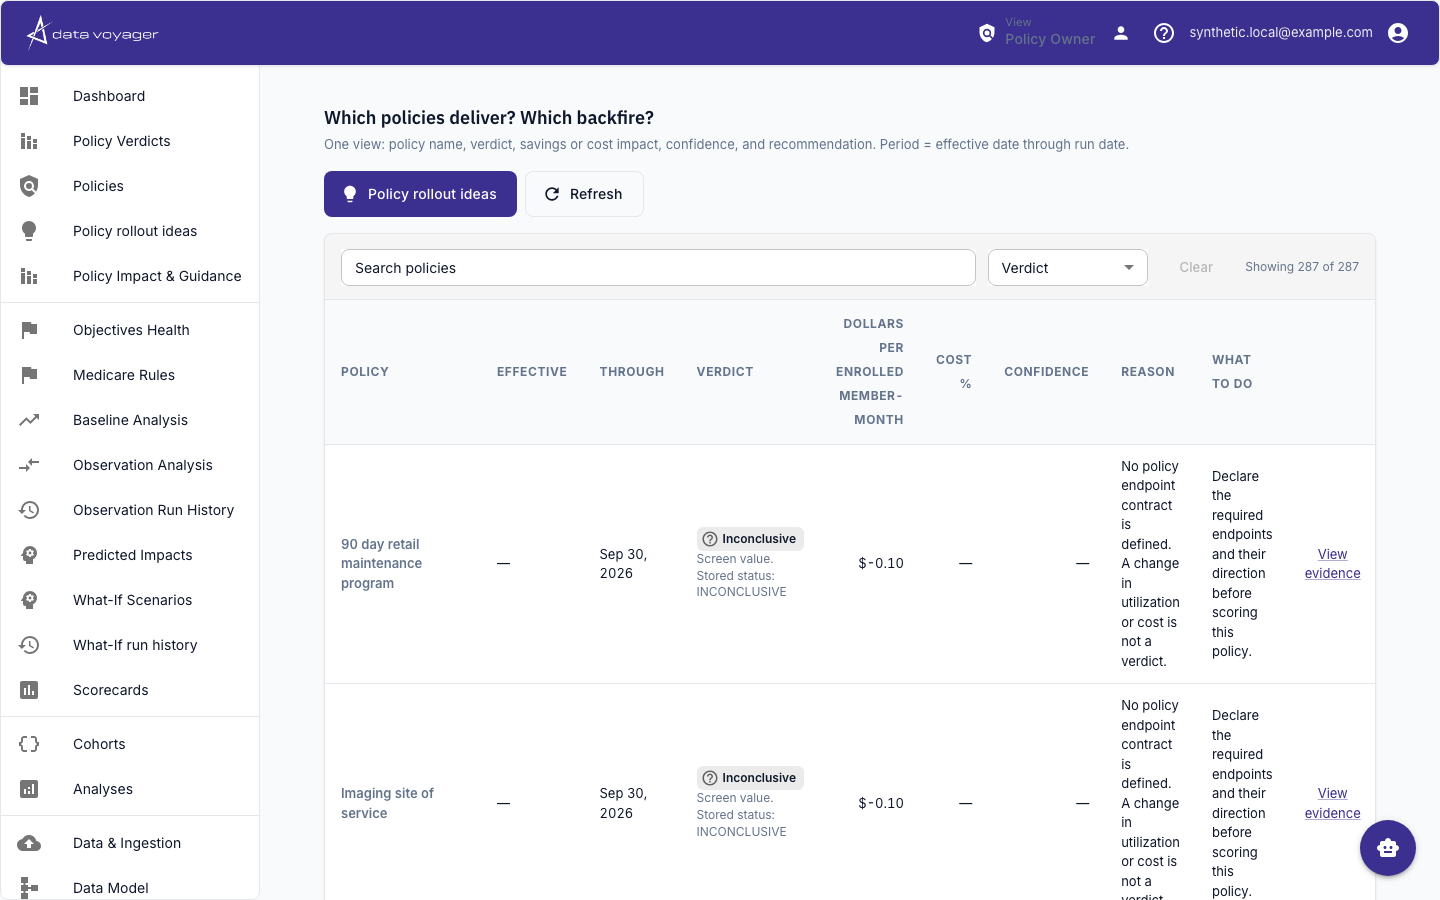 data voyager
View
Policy Owner
synthetic.local@example.com
Dashboard
Policy Verdicts
Policies
Policy rollout ideas
Policy Impact & Guidance
Objectives Health
Medicare Rules
Baseline Analysis
Observation Analysis
Observation Run History
Predicted Impacts
What-If Scenarios
What-If run history
Scorecards
Cohorts
Analyses
Data & Ingestion
Data Model
Which policies deliver? Which backfire?
One view: policy name, verdict, savings or cost impact, confidence, and recommendation. Period = effective date through run date.
Policy rollout ideas
Refresh
Search policies
Verdict
Clear
Showing 287 of 287
POLICY
EFFECTIVE
THROUGH
VERDICT
DOLLARS
PER
ENROLLED
MEMBER-
MONTH
COST
%
CONFIDENCE
REASON
WHAT
TO DO
90 day retail
maintenance
program
—
Sep 30,
2026
Inconclusive
Screen value.
Stored status:
INCONCLUSIVE
$-0.10
—
—
No policy
endpoint
contract
is
defined.
A change
in
utilization
or cost is
not a
verdict.
Declare
the
required
endpoints
and their
direction
before
scoring
this
policy.
View
evidence
Imaging site of
service
—
Sep 30,
2026
Inconclusive
Screen value.
Stored status:
INCONCLUSIVE
$-0.10
—
—
No policy
endpoint
contract
is
defined.
A change
in
utilization
or cost is
not a
verdict
Declare
the
required
endpoints
and their
direction
before
scoring
this
policy.
View
evidence